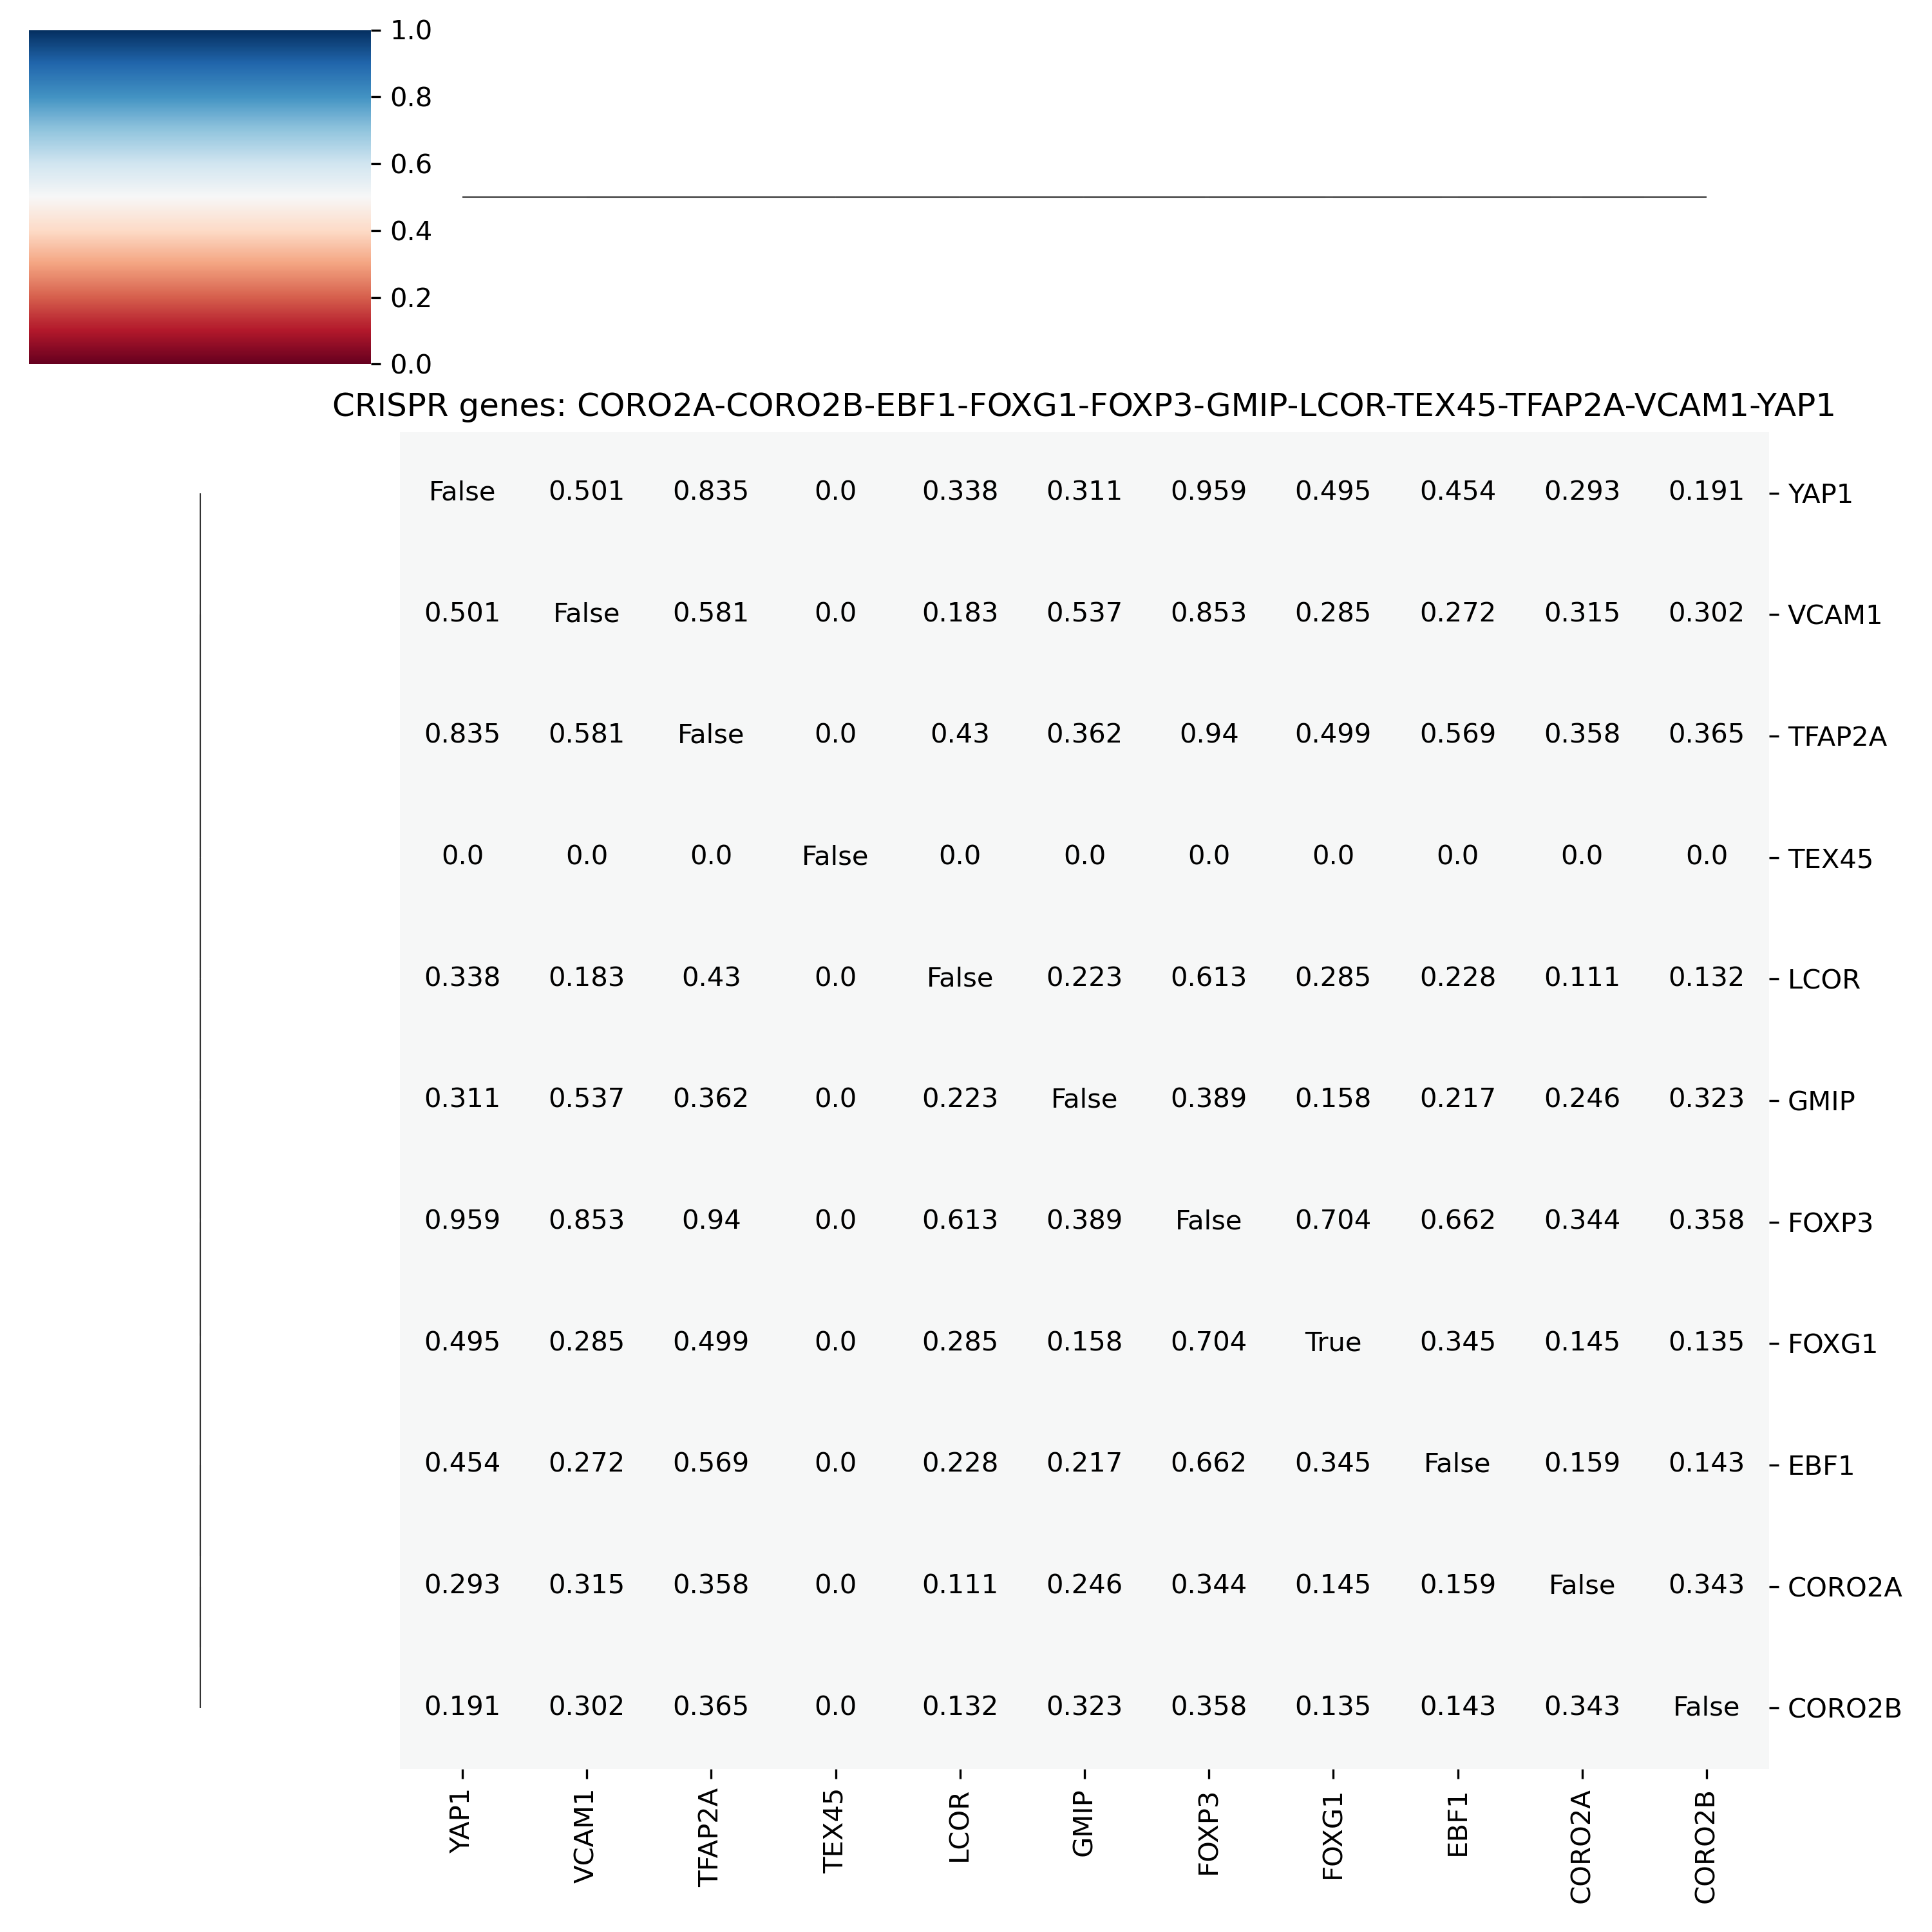 1.0
0.8
0.6
0.4
0.2
0.0
CRISPR genes: CORO2A-CORO2B-EBF1-FOXG1-FOXP3-GMIP-LCOR-TEX45-TFAP2A-VCAM1-YAP1
False 0.501 0.835 0.0 0.338 0.311 0.959 0.495 0.454 0.293 0.191 YAP1
0.501 False 0.581 0.0 0.183 0.537 0.853 0.285 0.272 0.315 0.302 VCAM1
0.835 0.581 False 0.0 0.43 0.362 0.94 0.499 0.569 0.358 0.365 TFAP2A
0.0 0.0 0.0 False 0.0 0.0 0.0 0.0 0.0 0.0 0.0 TEX45
0.338 0.183 0.43 0.0 False 0.223 0.613 0.285 0.228 0.111 0.132 LCOR
0.311 0.537 0.362 0.0 0.223 False 0.389 0.158 0.217 0.246 0.323 GMIP
0.959 0.853 0.94 0.0 0.613 0.389 False 0.704 0.662 0.344 0.358 FOXP3
0.495 0.285 0.499 0.0 0.285 0.158 0.704 True 0.345 0.145 0.135 FOXG1
0.454 0.272 0.569 0.0 0.228 0.217 0.662 0.345 False 0.159 0.143 EBF1
0.293 0.315 0.358 0.0 0.111 0.246 0.344 0.145 0.159 False 0.343 CORO2A
0.191 0.302 0.365 0.0 0.132 0.323 0.358 0.135 0.143 0.343 False CORO2B
YAP1 VCAM1 TFAP2A TEX45 LCOR GMIP FOXP3 FOXG1 EBF1 CORO2A CORO2B